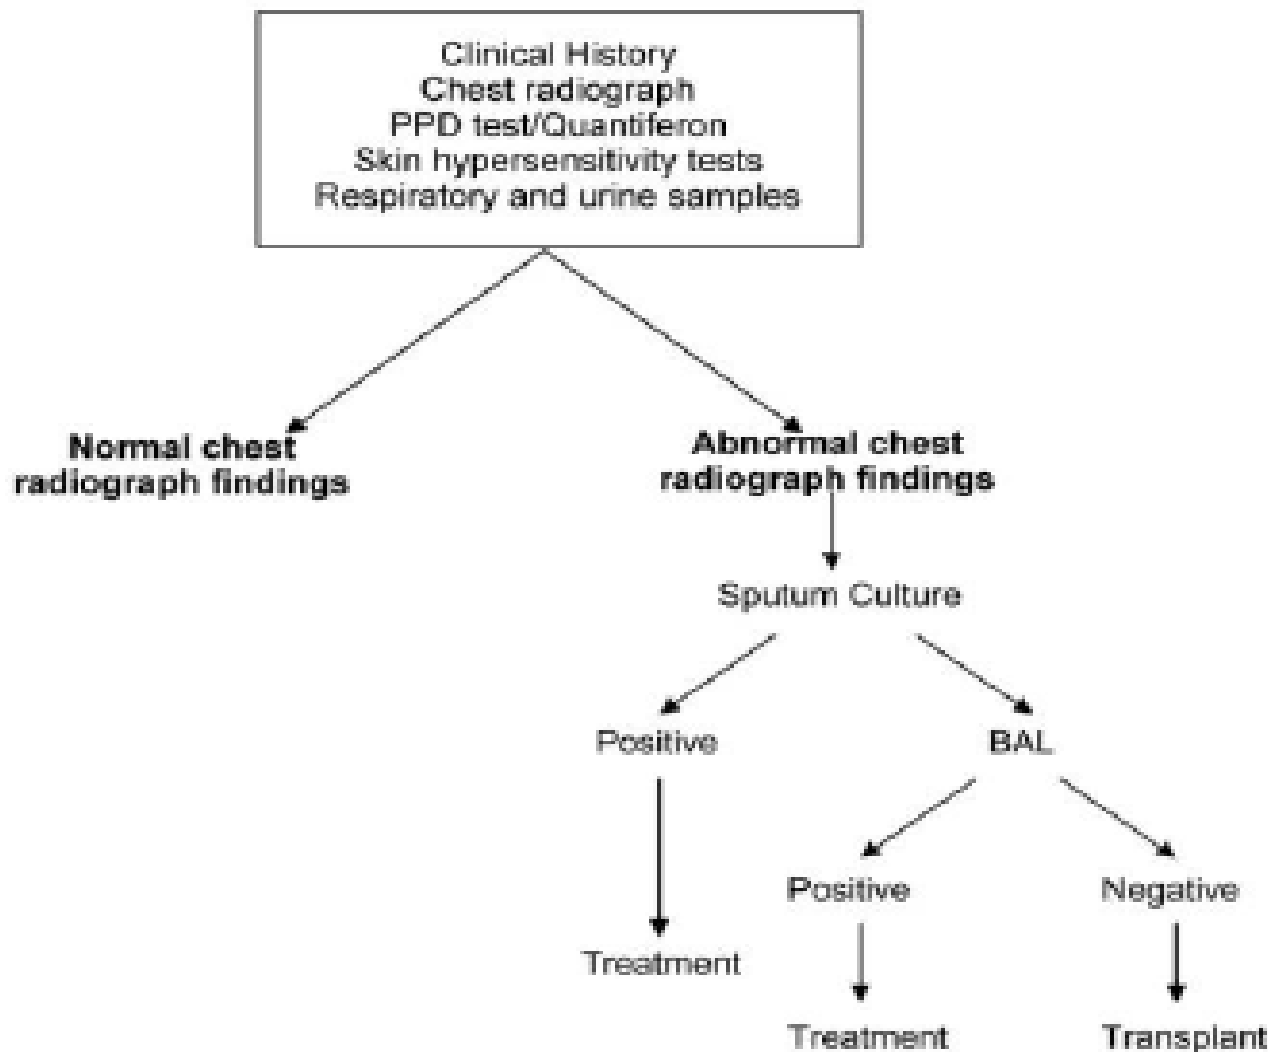 Clinical History
Chest radiograph
PPD test/Quantiferon
Skin hypersensitivity tests
Respiratory and urine samples
Normal chest
radiograph findings
Abnormal chest
radiograph findings
Sputum Culture
Positive
BAL
Positive
Negative
Treatment
Treatment
Transplant